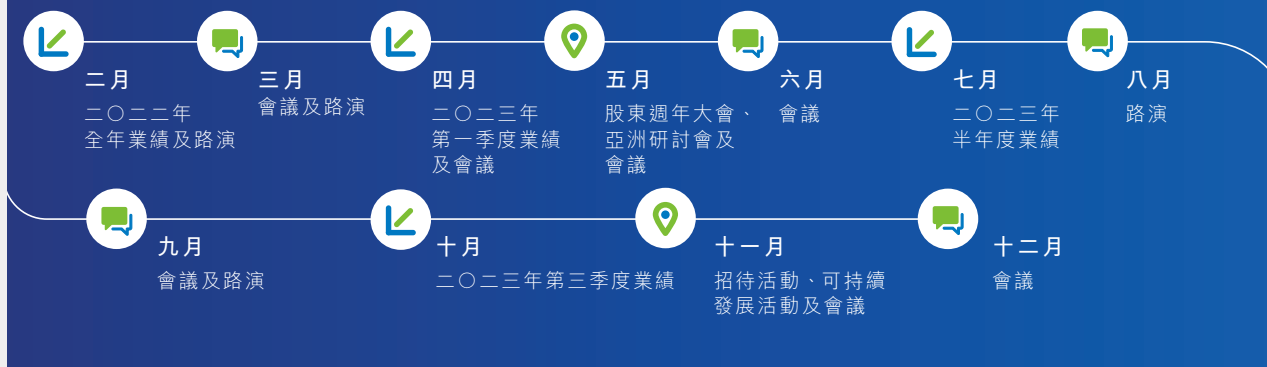 二月
二〇二二年
全年業績及路演
三月
會議及路演
四月
二〇二三年
第一季度業績
及會議
五月
股東週年大會、
亞洲研討會及
會議
六月
會議
七月
二〇二三年
半年度業績
八月
路演
九月
會議及路演
十月
二〇二三年第三季度業績
十一月
招待活動、可持續
發展活動及會議
十二月
會議